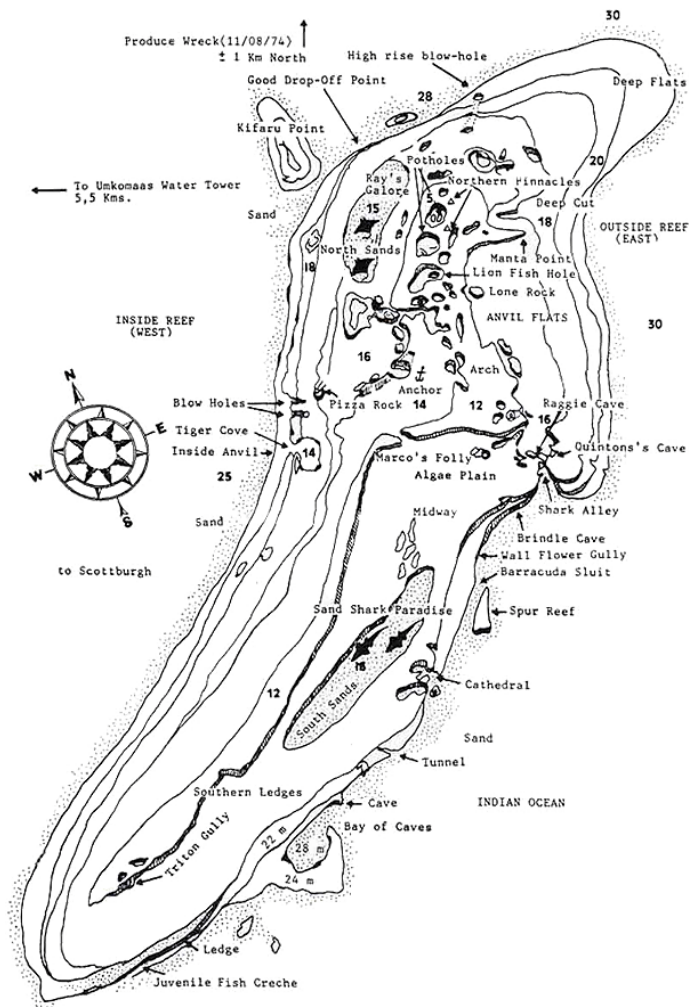 30
Produce Wreck(11/08/74)
± 1 Km North
High rise blow-hole
Good Drop-Off Point
Deep Flats
28
Kifaru Point
Potholes
20
Ray's
Galore
Northern Pinnacles
To Umkomaas Water Tower
5,5 Kms.
5
15
Deep Cut
Sand
18
OUTSIDE REEF
(EAST)
North Sands
Manta Point
18
Lion Fish Hole
Lone Rock
INSIDE REEF
(WEST)
ANVIL FLATS
30
16
Arch
N
Anchor
Blow Holes
Pizza Rock
14
12
Raggie Cave
16
E
Tiger Cove
Inside Anvil
14
Marco's Folly
Quintons's Cave
W
25
Algae Plain
S
Shark Alley
Midway
Sand
Brindle Cave
Wall Flower Gully
to Scottburgh
Barracuda Sluit
Sand Shark Paradise
Spur Reef
18
12
Cathedral
South Sands
Sand
Tunnel
Southern Ledges
Cave
INDIAN OCEAN
Triton Gully
22 m
Bay of Caves
28 m
24 m
Ledge
Juvenile Fish Creche